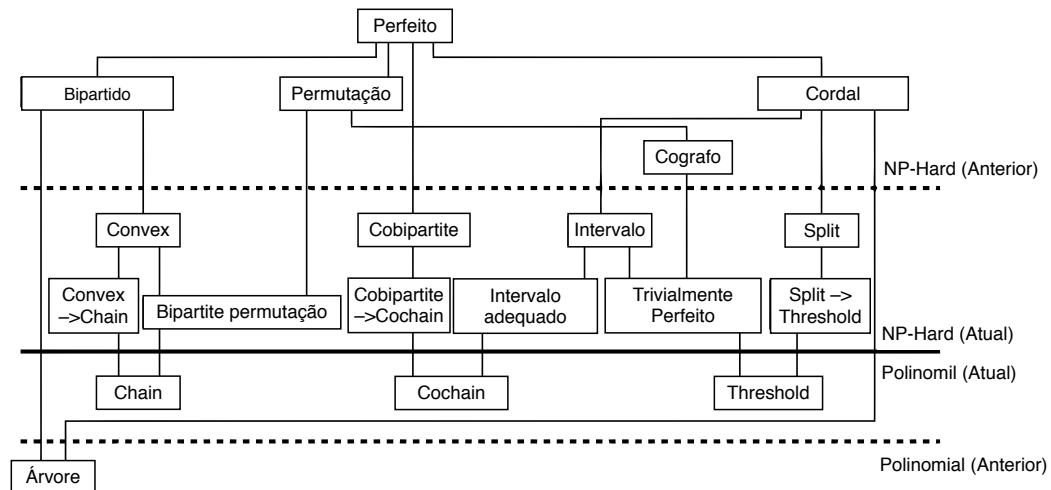 Perfeito
Bipartido
Permutação
Cordal
Cografo
NP-Hard (Anterior)
Convex
Cobipartite
Intervalo
Split
Convex
–>Chain
Bipartite permutação
Cobipartite
–>Cochain
Intervalo
adequado
Trivialmente
Perfeito
Split –>
Threshold
NP-Hard (Atual)
Polinomil (Atual)
Chain
Cochain
Threshold
Polinomial (Anterior)
Árvore